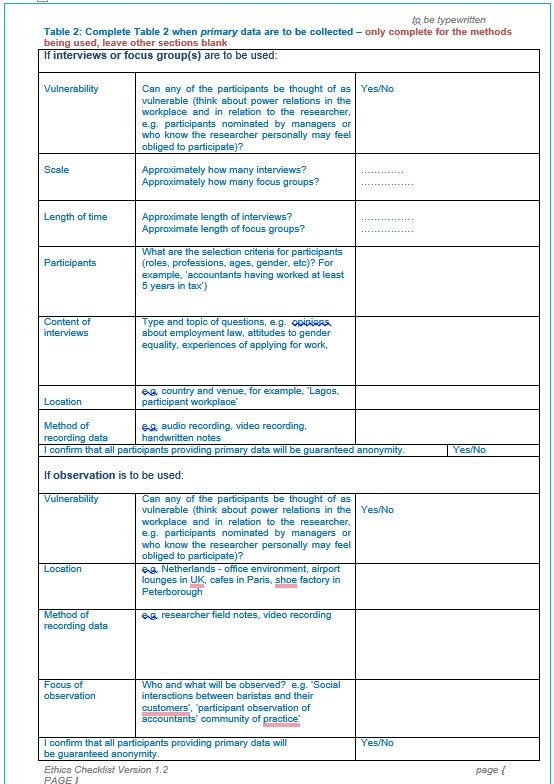 to be typewritten
Table 2: Complete Table 2 when primary data are to be collected – only complete for the methods
being used, leave other sections blank
If interviews or focus group(s) are to be used:
Vulnerability
Can any of the participants be thought of as
vulnerable (think about power relations in the
workplace and in relation to the researcher,
e.g. participants nominated by managers or
who know the researcher personally may feel
obliged to participate)?
Yes/No
Scale
Approximately how many interviews?
Approximately how many focus groups?
………….
…………….
Length of time
Approximate length of interviews?
Approximate length of focus groups?
…………….
…………….
Participants
What are the selection criteria for participants
(roles, professions, ages, gender, etc)? For
example, ‘accountants having worked at least
5 years in tax’)
Content of
interviews
Type and topic of questions, e.g. opinions
about employment law, attitudes to gender
equality, experiences of applying for work,
Location
e.g. country and venue, for example, ‘Lagos,
participant workplace’
Method of
recording data
e.g. audio recording, video recording,
handwritten notes
I confirm that all participants providing primary data will be guaranteed anonymity.
Yes/No
If observation is to be used:
Vulnerability
Can any of the participants be thought of as
vulnerable (think about power relations in the
workplace and in relation to the researcher,
e.g. participants nominated by managers or
who know the researcher personally may feel
obliged to participate)?
Yes/No
Location
e.g. Netherlands - office environment, airport
lounges in UK, cafes in Paris, shoe factory in
Peterborough
Method of
recording data
e.g. researcher field notes, video recording
Focus of
observation
Who and what will be observed? e.g. ‘Social
interactions between baristas and their
customers’, ‘participant observation of
accountants’ community of practice’
I confirm that all participants providing primary data will
be guaranteed anonymity.
Yes/No
Ethics Checklist Version 1.2
page {
PAGE }